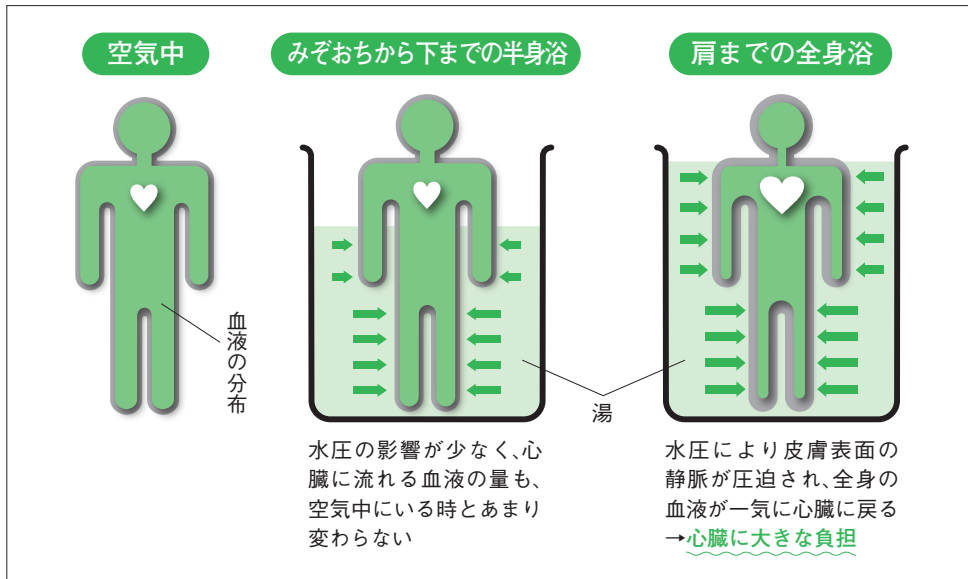 空気中
みぞおちから下までの半身浴
肩までの全身浴
血液の分布
湯
水圧の影響が少なく、心
臓に流れる血液の量も、
空気中にいる時とあまり
変わらない
水圧により皮膚表面の
静脈が圧迫され、全身の
血液が一気に心臓に戻る
→心臓に大きな負担